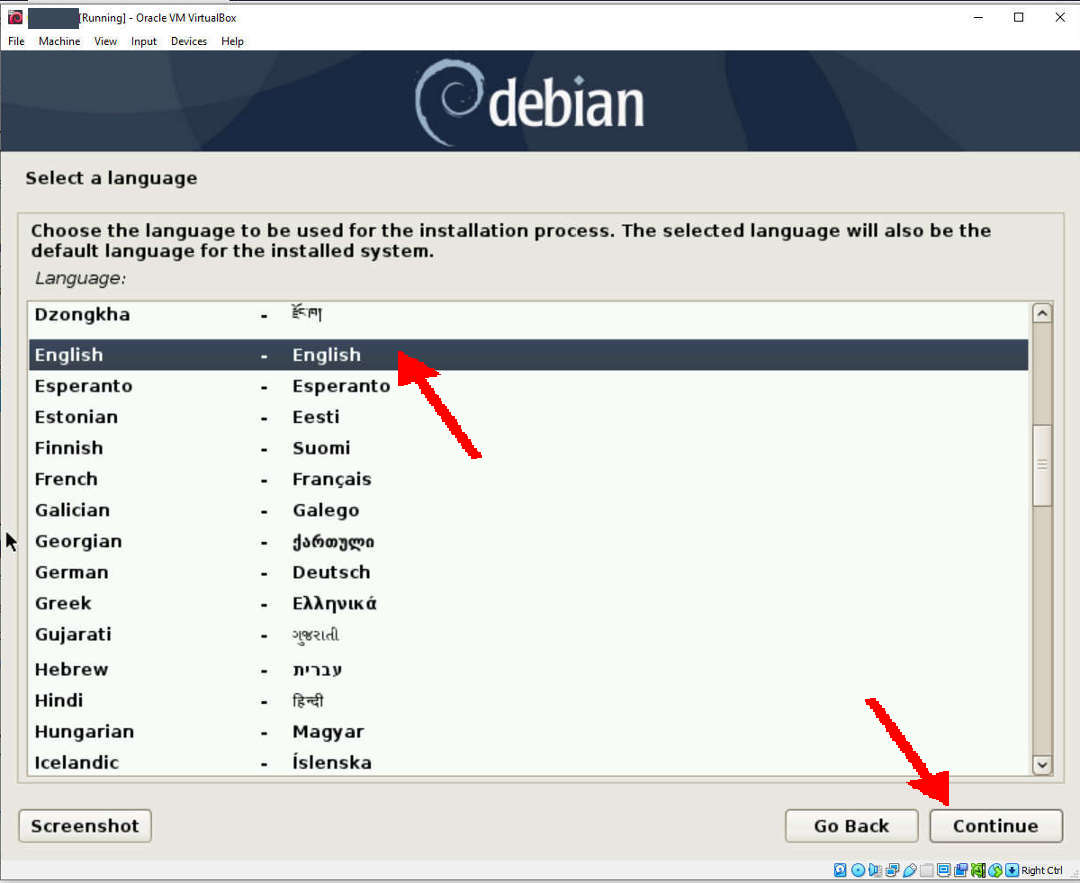 [Running] - Oracle VM VirtualBox
File Machine View Input Devices Help
debian
Select a language
Choose the language to be used for the installation process. The selected language will also be the
default language for the installed system.
Language:
Dzongkha - རྫོང་ཁ།
English - English
Esperanto - Esperanto
Estonian - Eesti
Finnish - Suomi
French - Français
Galician - Galego
Georgian - ქართული
German - Deutsch
Greek - Ελληνικά
Gujarati - ગુજરાતી
Hebrew - עברית
Hindi - हिन्दी
Hungarian - Magyar
Icelandic - Íslenska
Screenshot Go Back Continue
Right Ctrl